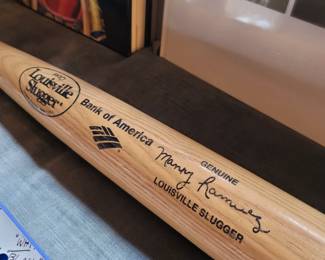 Louisville
Slugger
Bank of America
GENUINE
Manny Ramirez
LOUISVILLE SLUGGER